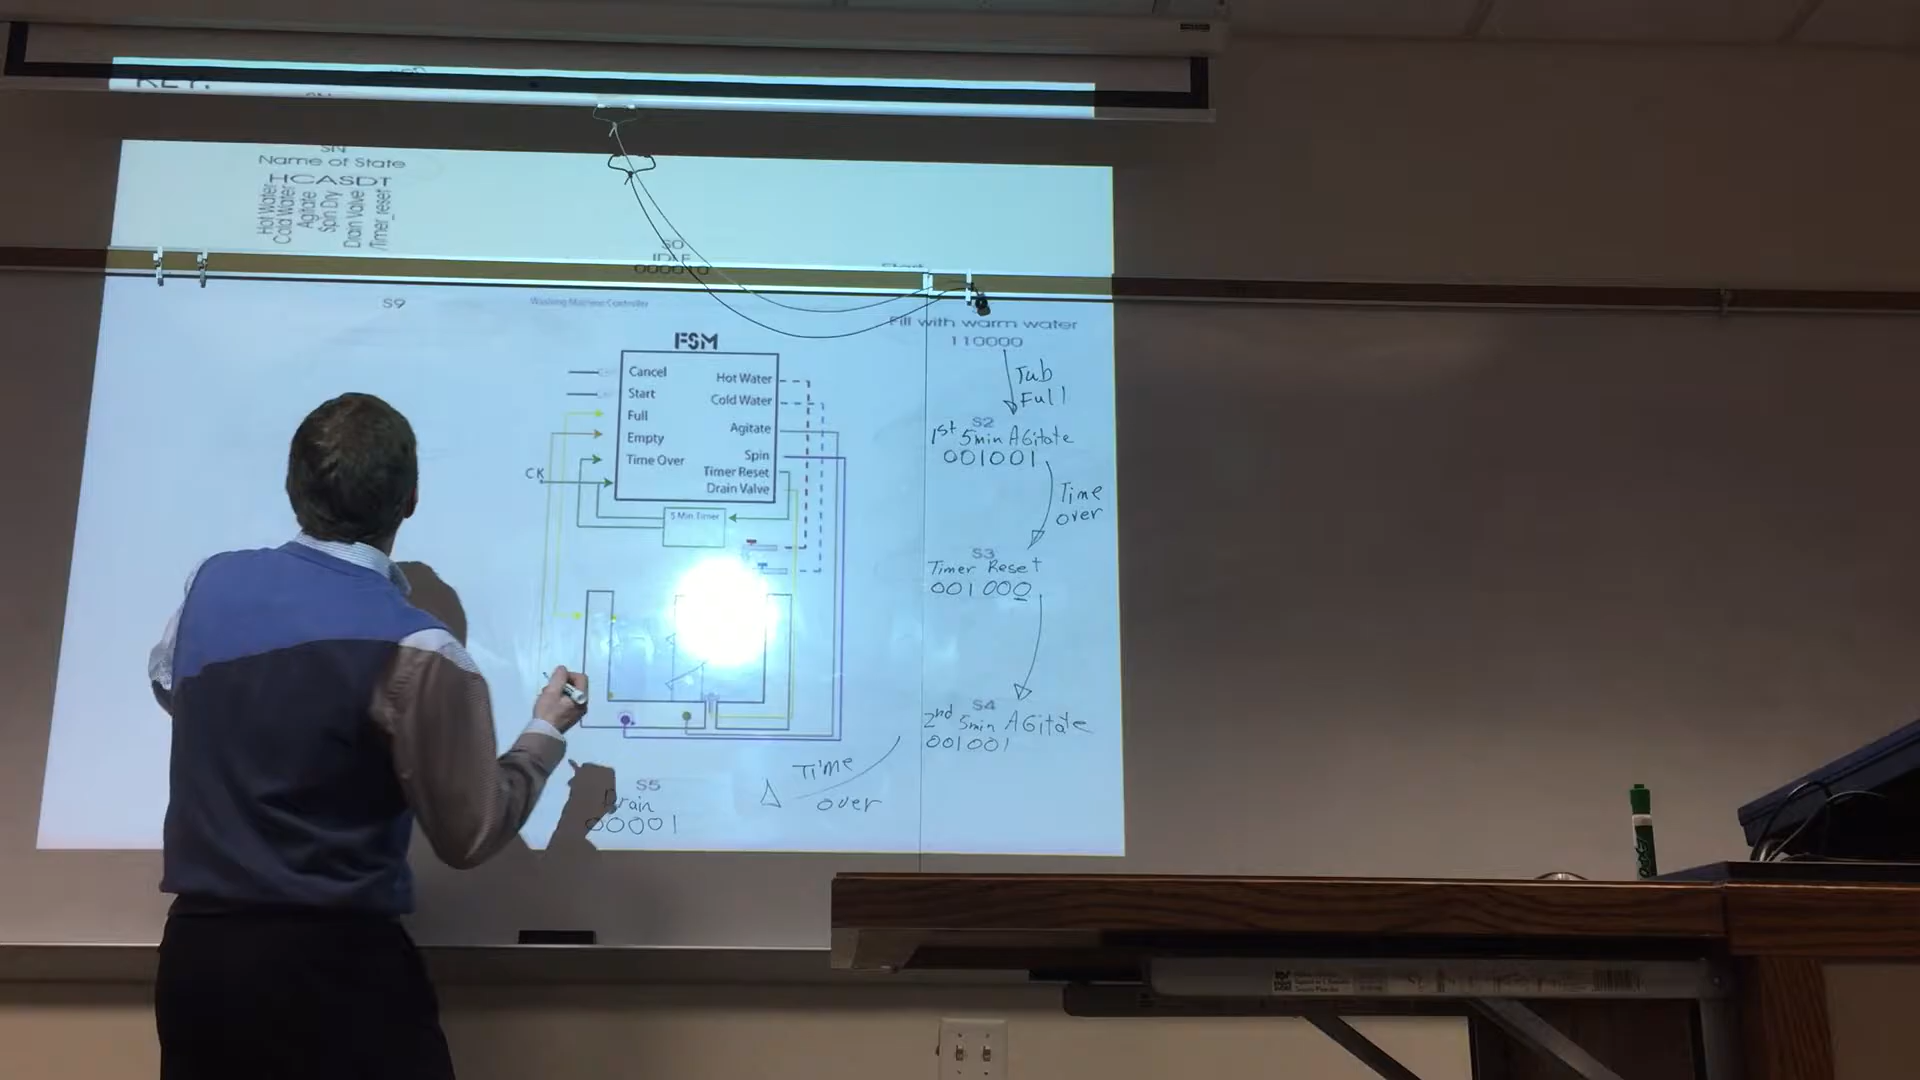 KEY:
SN
Name of State
HCASDT
Hot Water
Cold Water
Agitate
Spin Dry
Drain Valve
/Timer_reset
S0
IDLE
000010
Start
S9
Washing Machine Controller
Fill with warm water
110000
FSM
Cancel
Start
Full
Empty
Time Over
Hot Water
Cold Water
Agitate
Spin
Timer Reset
Drain Valve
CK
5 Min Timer
Tub
Full
S2
1st 5min AGitate
001001
Time
over
S3
Timer Reset
001000
S4
2nd 5min AGitate
001001
Time
over
S5
Drain
00001